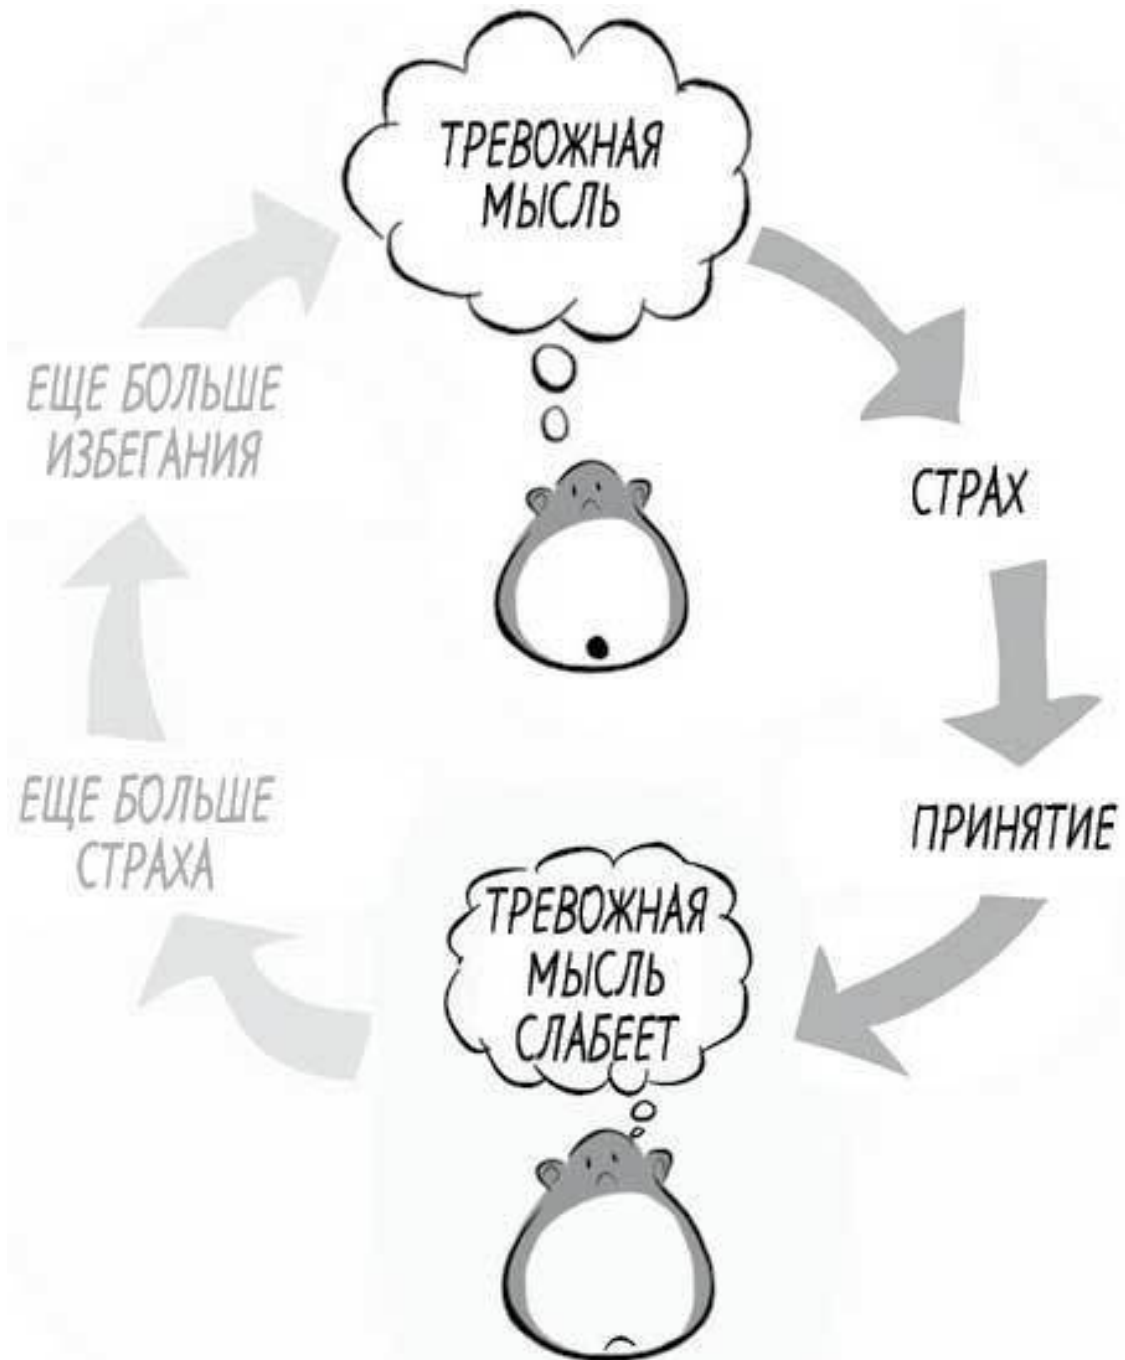 ТРЕВОЖНАЯ
МЫСЛЬ
СТРАХ
ПРИНЯТИЕ
ТРЕВОЖНАЯ
МЫСЛЬ
СЛАБЕЕТ
ЕЩЕ БОЛЬШЕ
СТРАХА
ЕЩЕ БОЛЬШЕ
ИЗБЕГАНИЯ